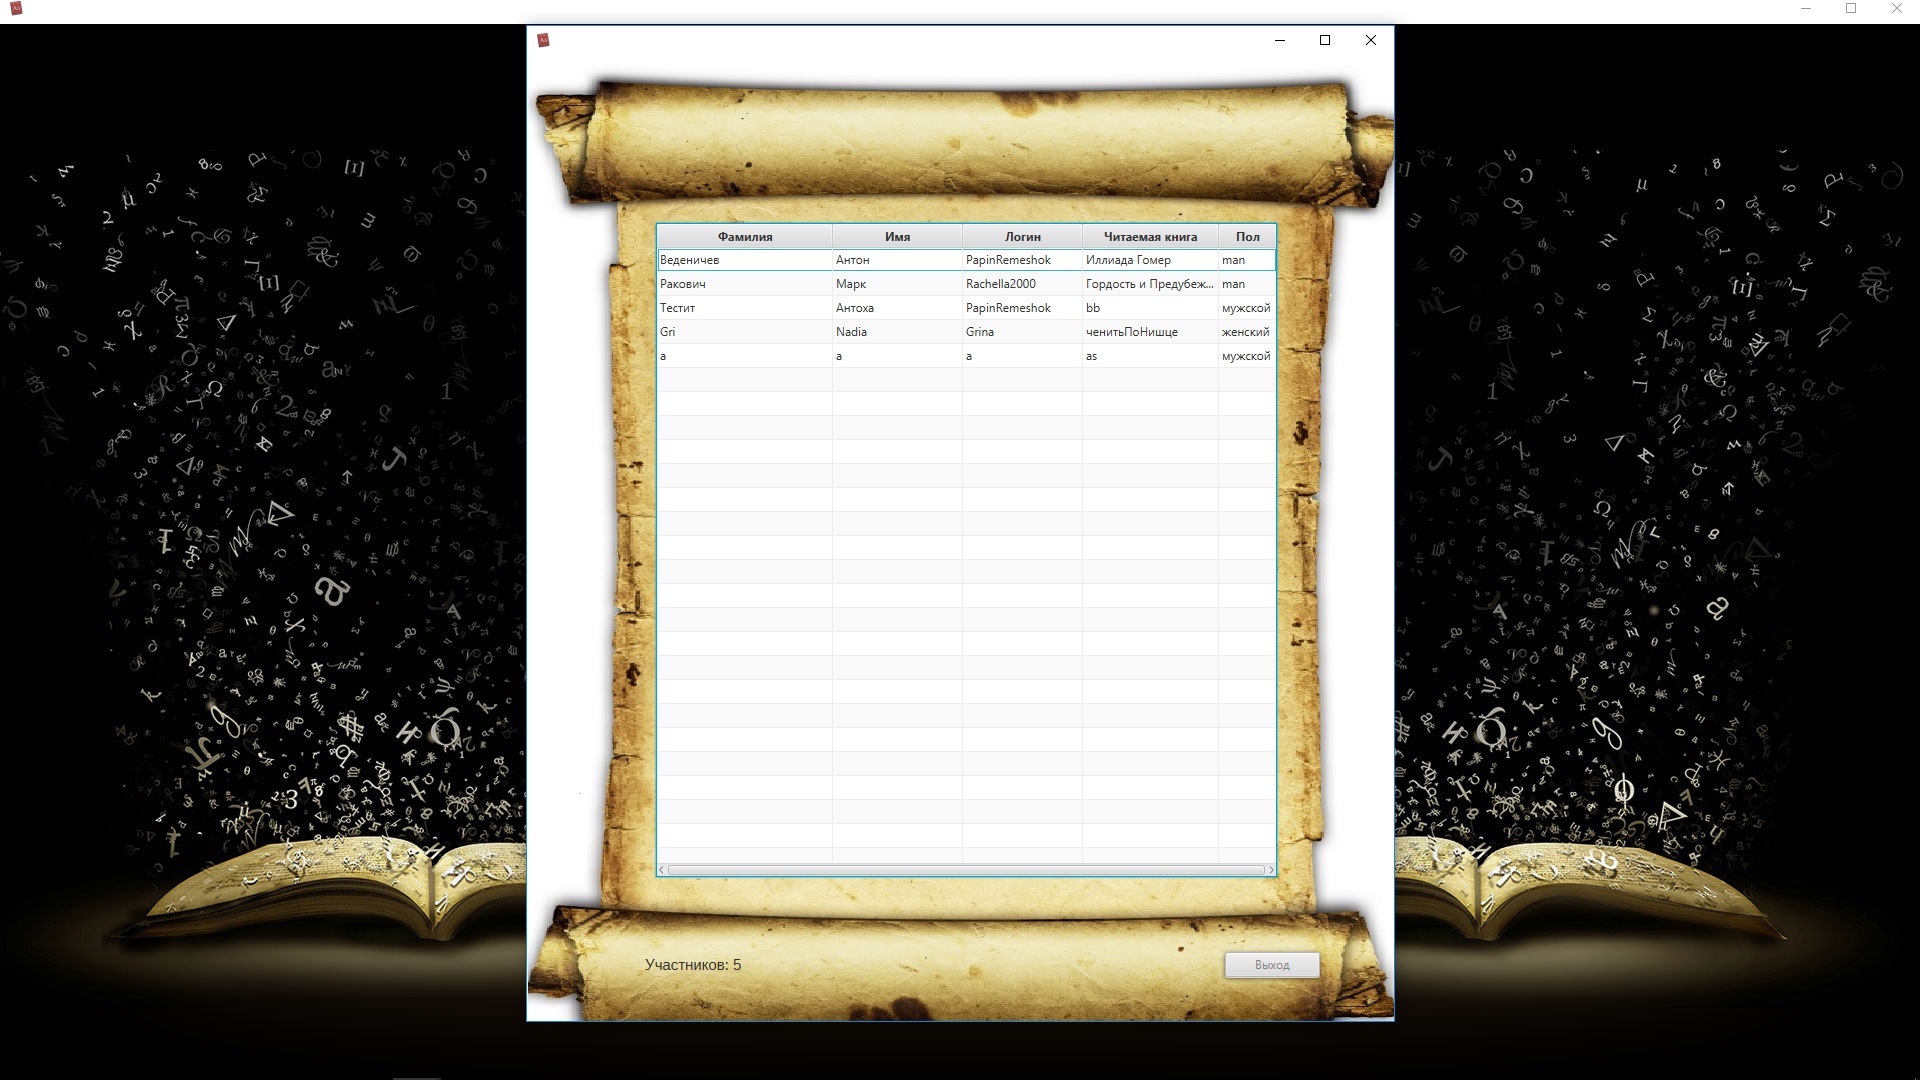 Фамилия Имя Логин Читаемая книга Пол
Веденичев Антон PapinRemeshok Иллиада Гомер man
Ракович Марк Rachella2000 Гордость и Предубеж... man
Тестит Антоха PapinRemeshok bb мужской
Gri Nadia Grina ченитьПоНишце женский
a a a as мужской
Участников: 5
Выход